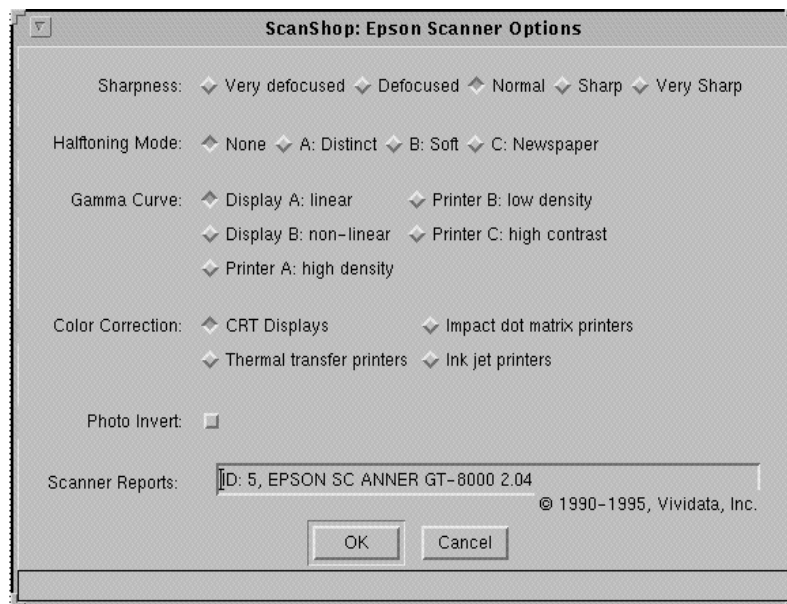 ScanShop: Epson Scanner Options
Sharpness: Very defocused Defocused Normal Sharp Very Sharp
Halftoning Mode: None A: Distinct B: Soft C: Newspaper
Gamma Curve: Display A: linear Printer B: low density
Display B: non-linear Printer C: high contrast
Printer A: high density
Color Correction: CRT Displays Impact dot matrix printers
Thermal transfer printers Ink jet printers
Photo Invert:
Scanner Reports: ID: 5, EPSON SC ANNER GT-8000 2.04
© 1990-1995, Vividata, Inc.
OK Cancel